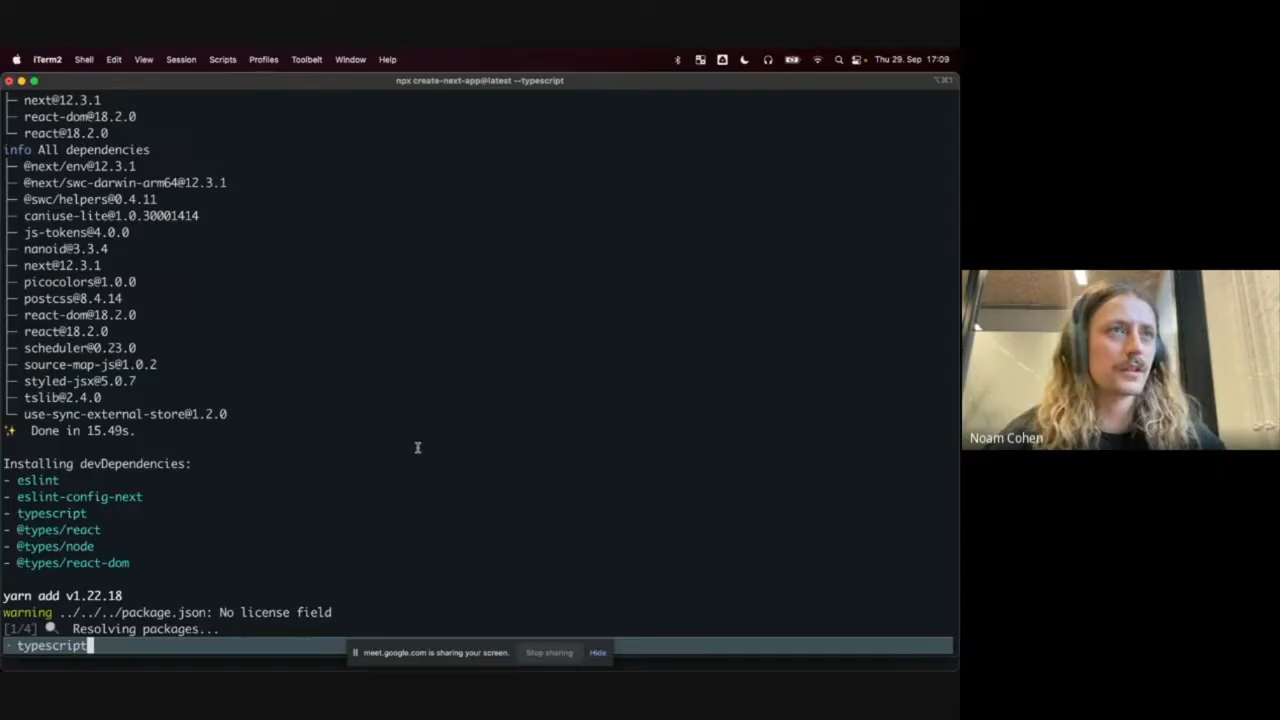 iTerm2 Shell Edit View Session Scripts Profiles Toolbelt Window Help Thu 29. Sep 17:09
npx create-next-app@latest --typescript
├─ next@12.3.1
├─ react-dom@18.2.0
└─ react@18.2.0
info All dependencies
├─ @next/env@12.3.1
├─ @next/swc-darwin-arm64@12.3.1
├─ @swc/helpers@0.4.11
├─ caniuse-lite@1.0.30001414
├─ js-tokens@4.0.0
├─ nanoid@3.3.4
├─ next@12.3.1
├─ picocolors@1.0.0
├─ postcss@8.4.14
├─ react-dom@18.2.0
├─ react@18.2.0
├─ scheduler@0.23.0
├─ source-map-js@1.0.2
├─ styled-jsx@5.0.7
├─ tslib@2.4.0
└─ use-sync-external-store@1.2.0
✨ Done in 15.49s.
Installing devDependencies:
- eslint
- eslint-config-next
- typescript
- @types/react
- @types/node
- @types/react-dom
yarn add v1.22.18
warning ../../../package.json: No license field
[1/4] 🔍 Resolving packages...
· typescript
meet.google.com is sharing your screen. Stop sharing Hide
Noam Cohen